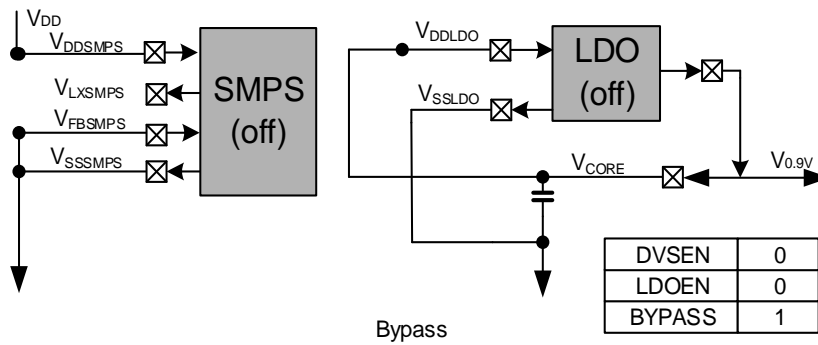 VDD
VDDSMPS
VLXSMPS
VFBSMPS
VSSSMPS
SMPS
(off)
VDDLDO
VSSLDO
LDO
(off)
VCORE
V0.9V
DVSEN 0
LDOEN 0
BYPASS 1
Bypass